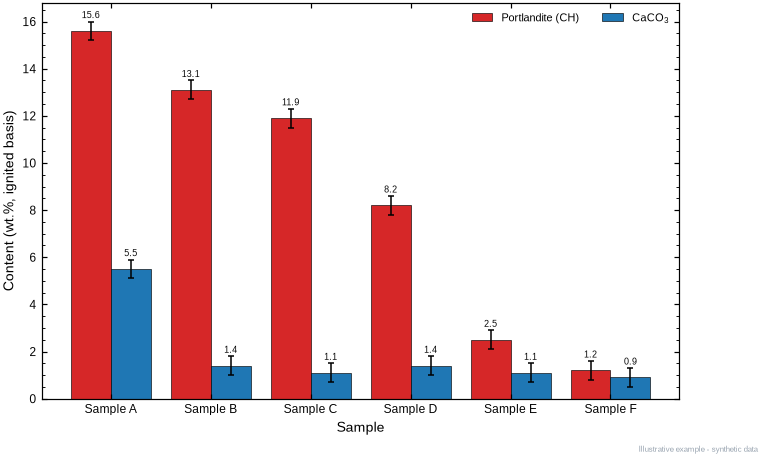 Portlandite (CH)
CaCO₃
Content (wt.%, ignited basis)
16
14
12
10
8
6
4
2
0
15.6
5.5
13.1
1.4
11.9
1.1
8.2
1.4
2.5
1.1
1.2
0.9
Sample A
Sample B
Sample C
Sample D
Sample E
Sample F
Sample
Illustrative example - synthetic data